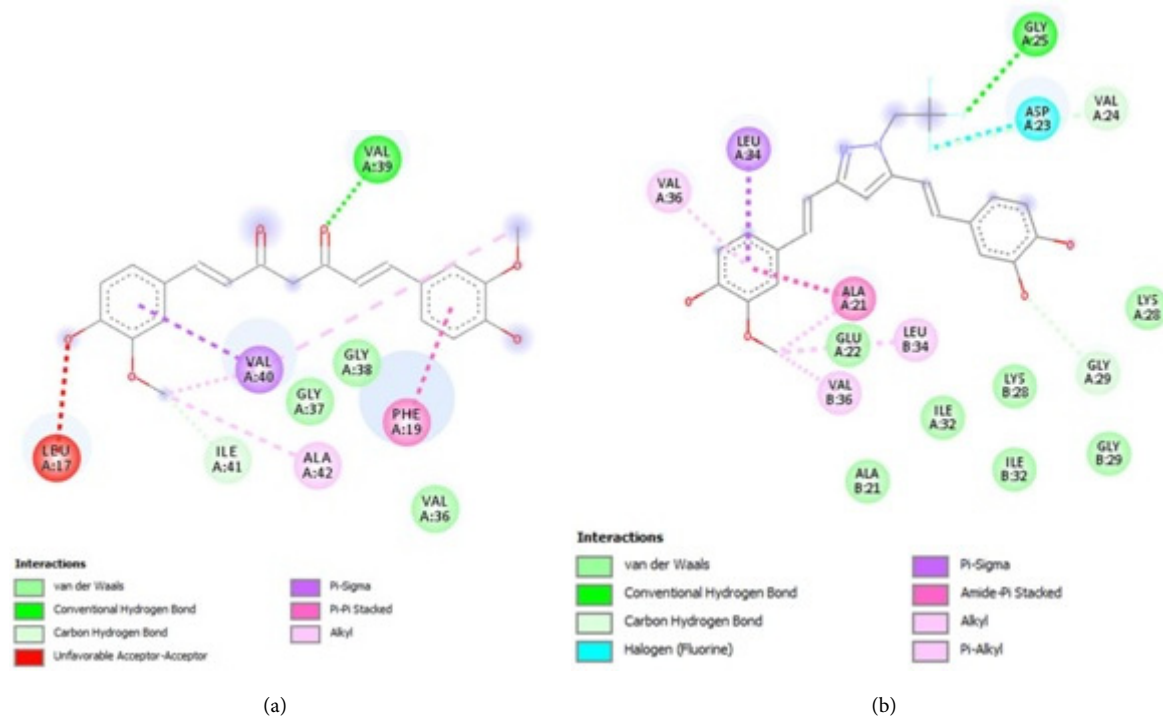 VAL
A:39
VAL
A:40
GLY
A:38
GLY
A:37
PHE
A:19
LEU
A:17
ILE
A:41
ALA
A:42
VAL
A:36
Interactions
van der Waals
Conventional Hydrogen Bond
Carbon Hydrogen Bond
Unfavorable Acceptor-Acceptor
Pi-Sigma
Pi-Pi Stacked
Alkyl
(a)
GLY
A:25
ASP
A:23
VAL
A:24
LEU
A:34
VAL
A:36
N
N
ALA
A:21
GLU
A:22
LEU
B:34
VAL
B:36
LYS
A:28
GLY
A:29
LYS
B:28
ILE
A:32
ILE
B:32
GLY
B:29
ALA
B:21
Interactions
van der Waals
Conventional Hydrogen Bond
Carbon Hydrogen Bond
Halogen (Fluorine)
Pi-Sigma
Amide-Pi Stacked
Alkyl
Pi-Alkyl
(b)